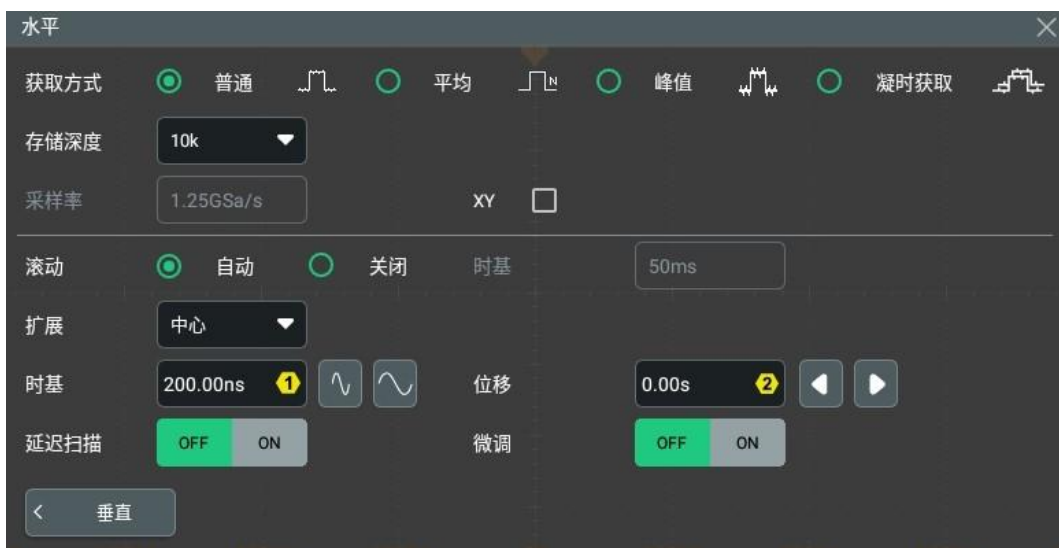 水平
获取方式 普通 平均 N 峰值 凝时获取
存储深度 10k
采样率 1.25GSa/s XY
滚动 自动 关闭 时基 50ms
扩展 中心
时基 200.00ns 1 位移 0.00s 2
延迟扫描 OFF ON 微调 OFF ON
垂直